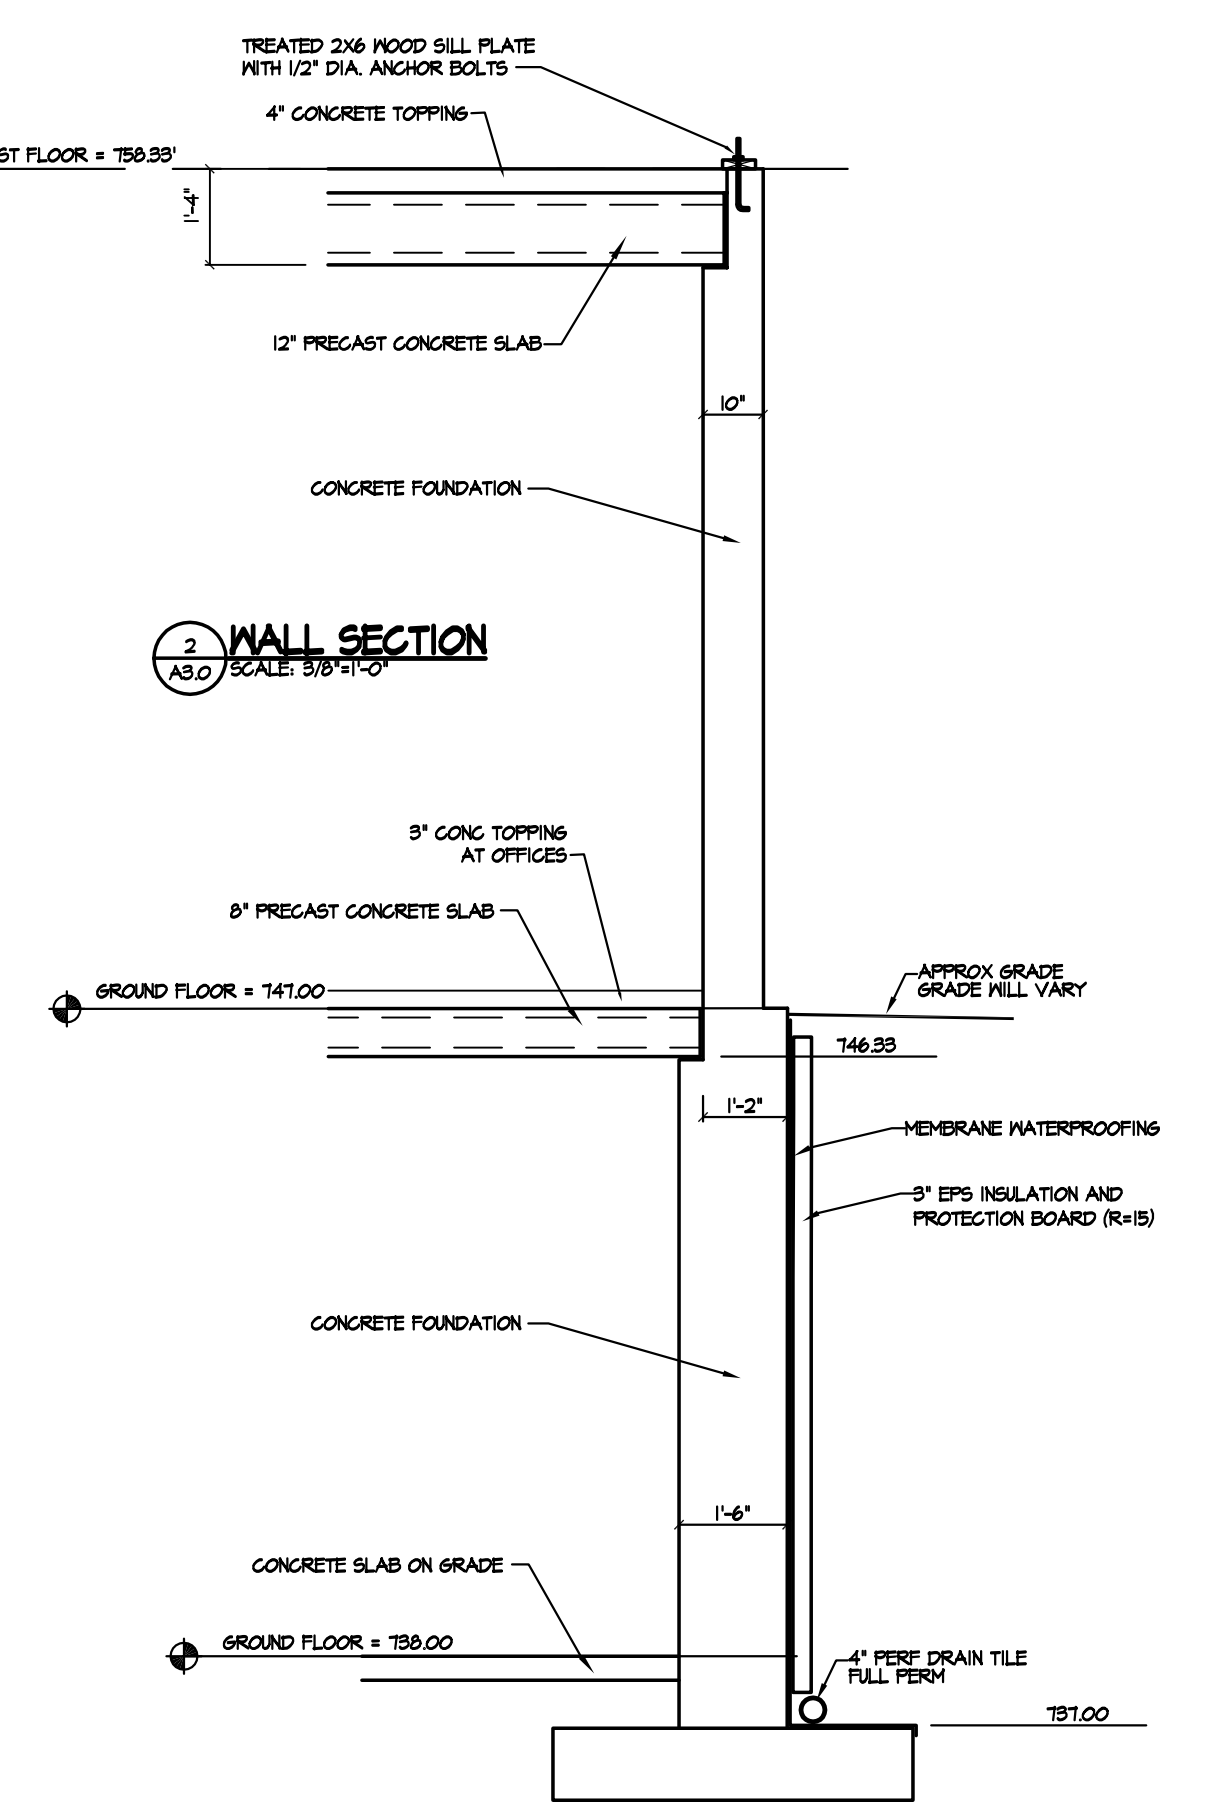 TREATED 2X6 WOOD SILL PLATE
WITH 1/2" DIA. ANCHOR BOLTS
4" CONCRETE TOPPING
ST FLOOR = 758.33'
1'-4"
12" PRECAST CONCRETE SLAB
10"
CONCRETE FOUNDATION
2
A3.0
WALL SECTION
SCALE: 3/8"=1'-0"
3" CONC TOPPING
AT OFFICES
8" PRECAST CONCRETE SLAB
GROUND FLOOR = 747.00
APPROX GRADE
GRADE WILL VARY
746.33
1'-2"
MEMBRANE WATERPROOFING
3" EPS INSULATION AND
PROTECTION BOARD (R=15)
CONCRETE FOUNDATION
1'-6"
CONCRETE SLAB ON GRADE
GROUND FLOOR = 738.00
4" PERF DRAIN TILE
FULL PERM
737.00